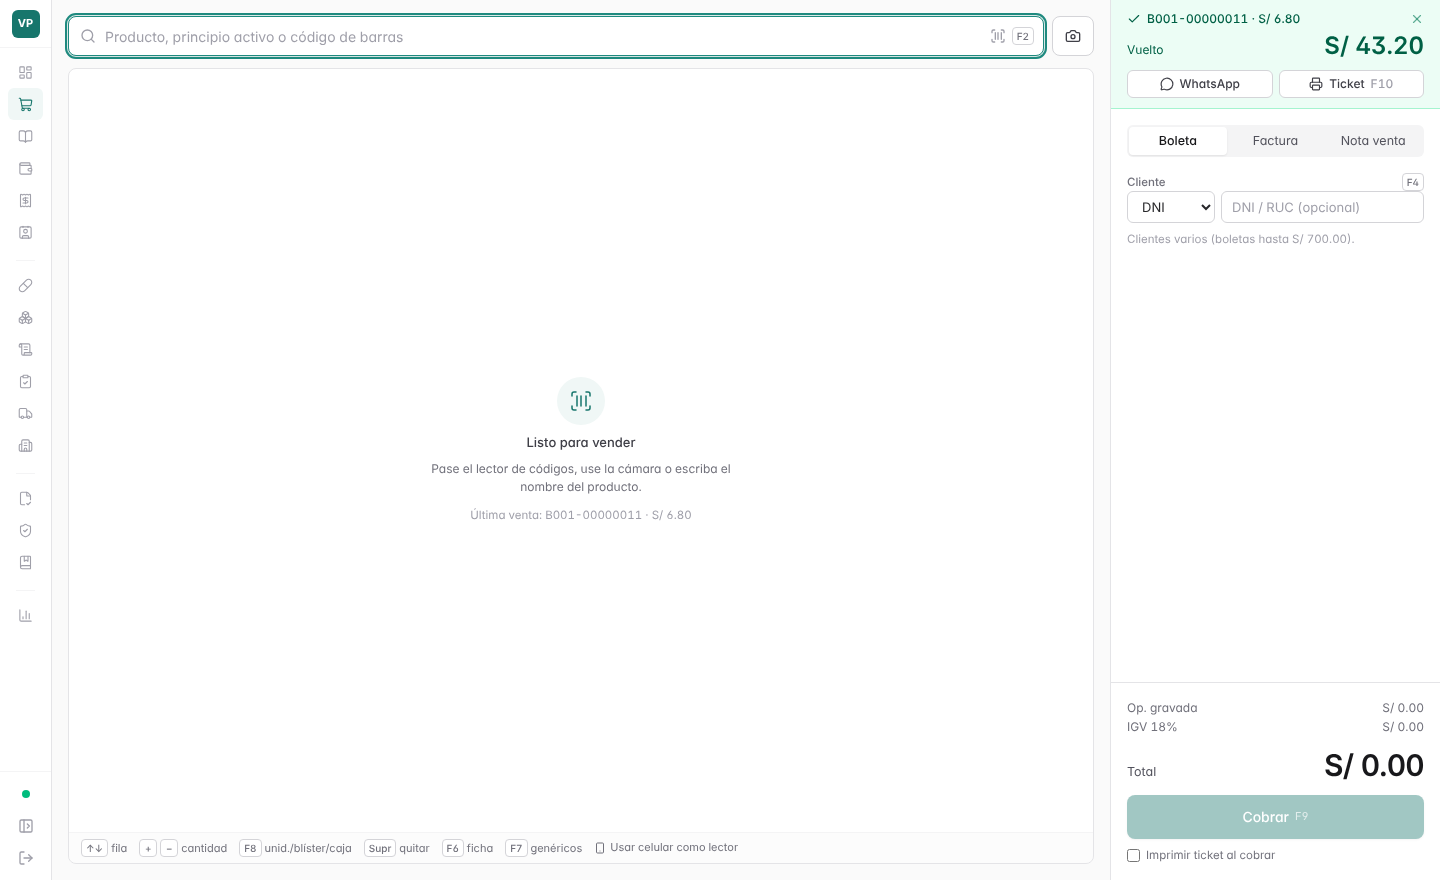 VP
Producto, principio activo o código de barras
F2
B001-00000011 · S/ 6.80
Vuelto
S/ 43.20
WhatsApp
Ticket F10
Boleta
Factura
Nota venta
Cliente
F4
DNI
DNI / RUC (opcional)
Clientes varios (boletas hasta S/ 700.00).
Listo para vender
Pase el lector de códigos, use la cámara o escriba el
nombre del producto.
Última venta: B001-00000011 · S/ 6.80
Op. gravada S/ 0.00
IGV 18% S/ 0.00
Total S/ 0.00
Cobrar F9
Imprimir ticket al cobrar
↑↓ fila + − cantidad F8 unid./blíster/caja Supr quitar F6 ficha F7 genéricos Usar celular como lector